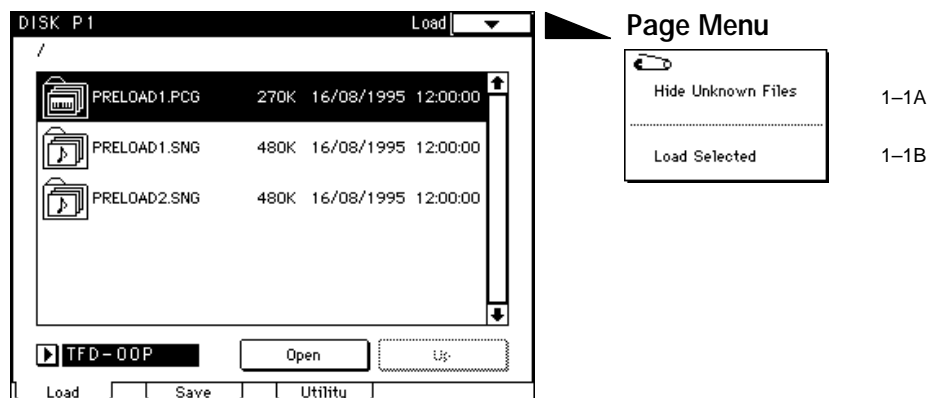 DISK P1 Load
/
PRELOAD1.PCG 270K 16/08/1995 12:00:00
PRELOAD1.SNG 480K 16/08/1995 12:00:00
PRELOAD2.SNG 480K 16/08/1995 12:00:00
TFD-00P Open Up
Load Save Utility
Page Menu
Hide Unknown Files 1–1A
Load Selected 1–1B